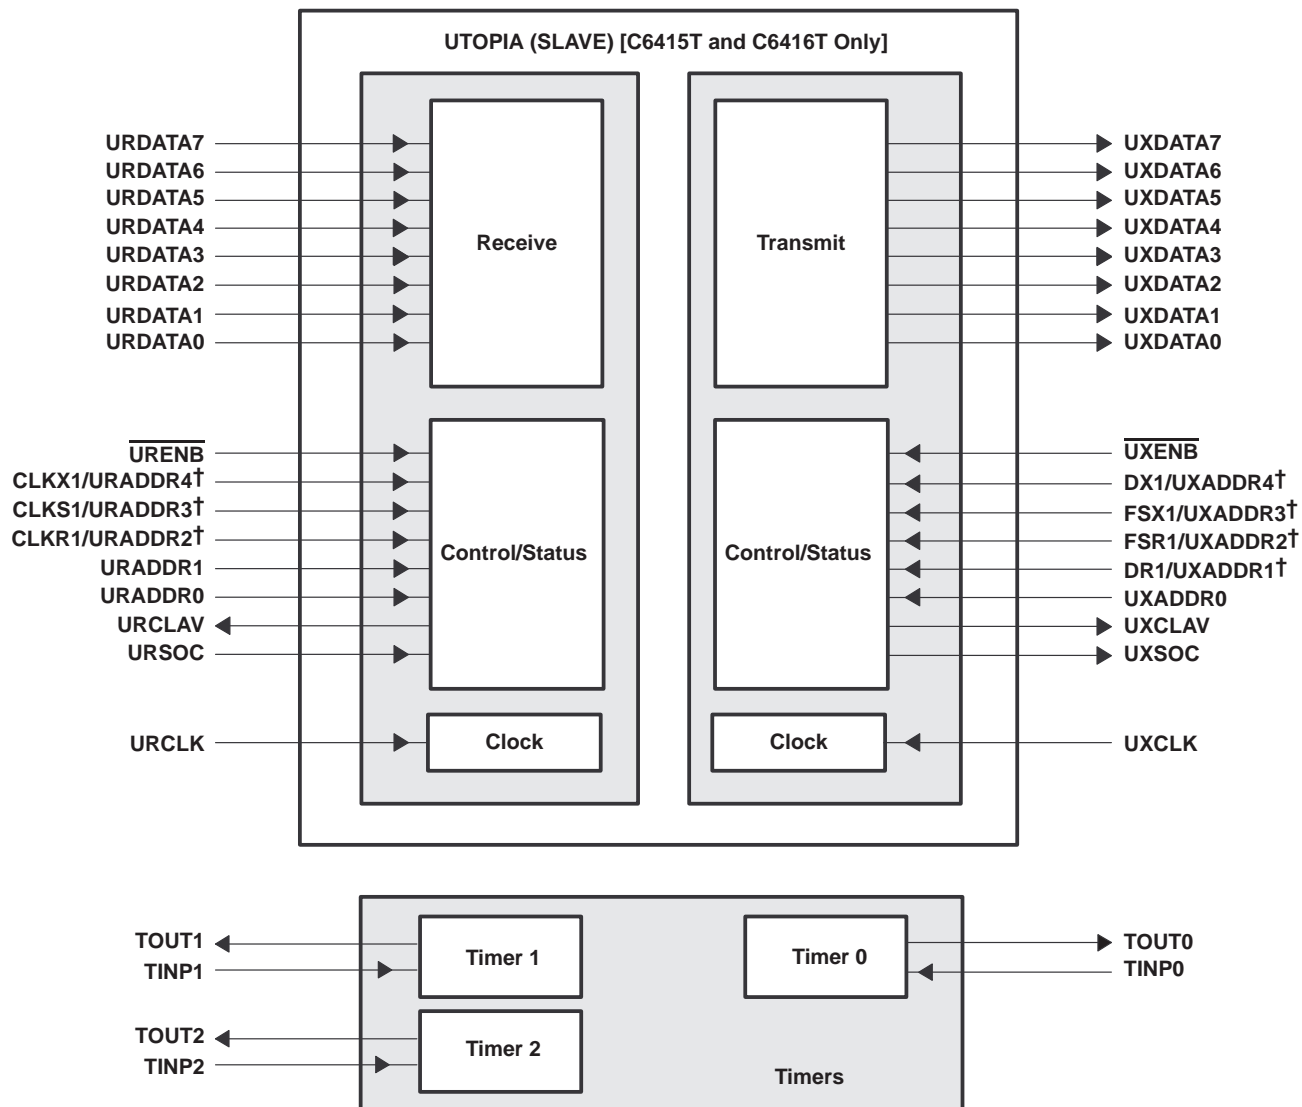 UTOPIA (SLAVE) [C6415T and C6416T Only]
URDATA7
URDATA6
URDATA5
URDATA4
URDATA3
URDATA2
URDATA1
URDATA0
Receive
Transmit
UXDATA7
UXDATA6
UXDATA5
UXDATA4
UXDATA3
UXDATA2
UXDATA1
UXDATA0
URENB
CLKX1/URADDR4†
CLKS1/URADDR3†
CLKR1/URADDR2†
URADDR1
URADDR0
URCLAV
URSOC
Control/Status
Control/Status
UXENB
DX1/UXADDR4†
FSX1/UXADDR3†
FSR1/UXADDR2†
DR1/UXADDR1†
UXADDR0
UXCLAV
UXSOC
URCLK
Clock
Clock
UXCLK
TOUT1
TINP1
Timer 1
Timer 0
TOUT0
TINP0
TOUT2
TINP2
Timer 2
Timers